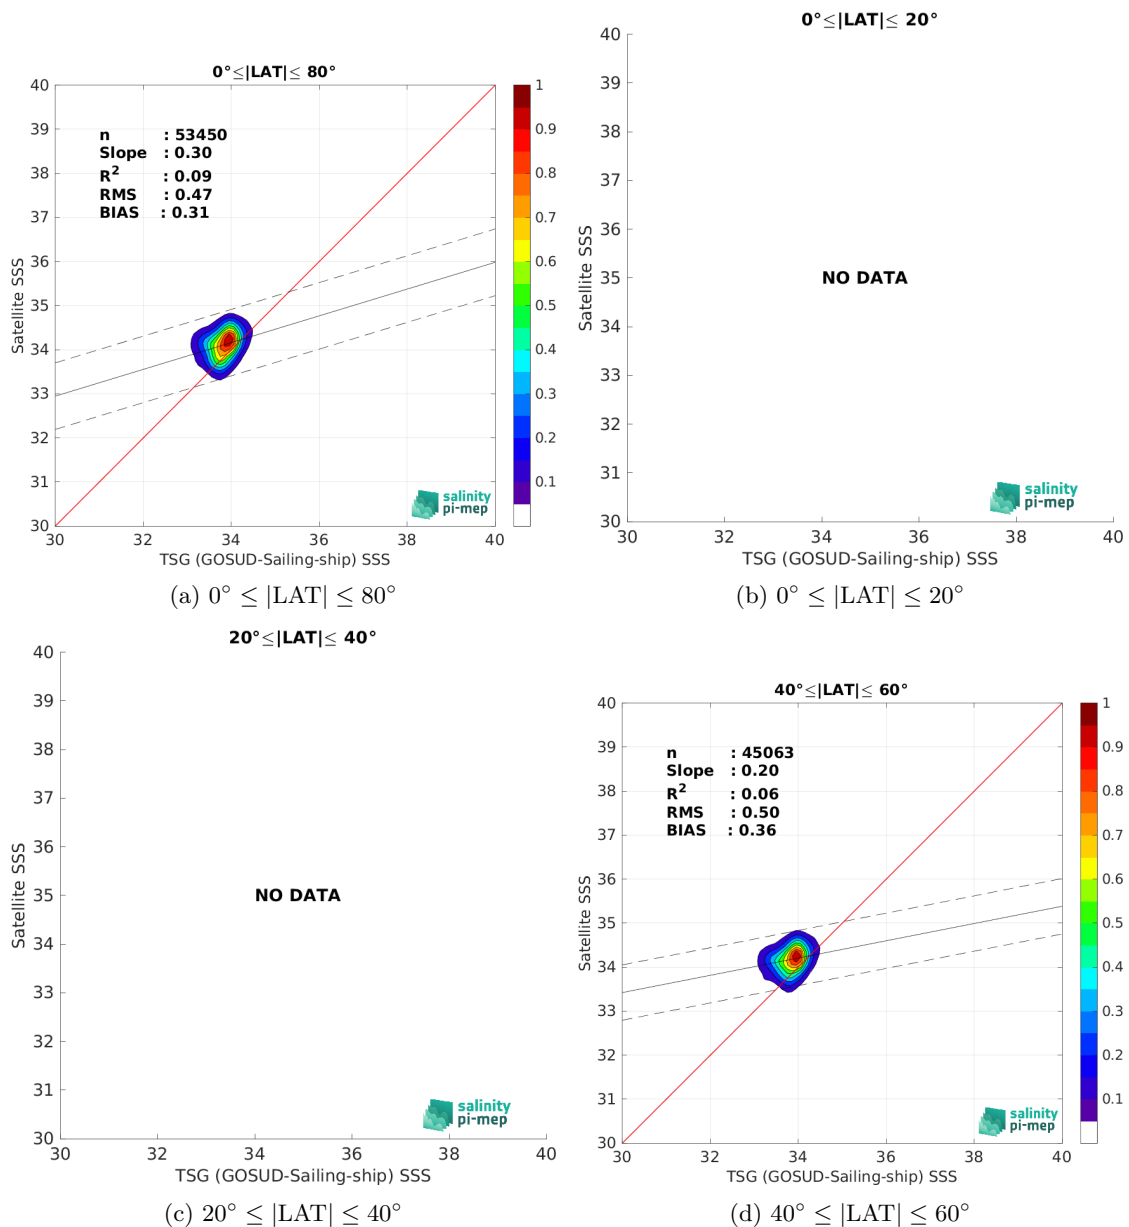 0°≤|LAT|≤ 80°
40
39
38
37
36
35
34
33
32
31
30
Satellite SSS
n : 53450
Slope : 0.30
R² : 0.09
RMS : 0.47
BIAS : 0.31
salinity
pi-mep
30 32 34 36 38 40
TSG (GOSUD-Sailing-ship) SSS
1
0.9
0.8
0.7
0.6
0.5
0.4
0.3
0.2
0.1
(a) 0° ≤ |LAT| ≤ 80°
0°≤|LAT|≤ 20°
40
39
38
37
36
35
34
33
32
31
30
Satellite SSS
NO DATA
salinity
pi-mep
30 32 34 36 38 40
TSG (GOSUD-Sailing-ship) SSS
(b) 0° ≤ |LAT| ≤ 20°
20°≤|LAT|≤ 40°
40
39
38
37
36
35
34
33
32
31
30
Satellite SSS
NO DATA
salinity
pi-mep
30 32 34 36 38 40
TSG (GOSUD-Sailing-ship) SSS
(c) 20° ≤ |LAT| ≤ 40°
40°≤|LAT|≤ 60°
40
39
38
37
36
35
34
33
32
31
30
Satellite SSS
n : 45063
Slope : 0.20
R² : 0.06
RMS : 0.50
BIAS : 0.36
salinity
pi-mep
30 32 34 36 38 40
TSG (GOSUD-Sailing-ship) SSS
1
0.9
0.8
0.7
0.6
0.5
0.4
0.3
0.2
0.1
(d) 40° ≤ |LAT| ≤ 60°